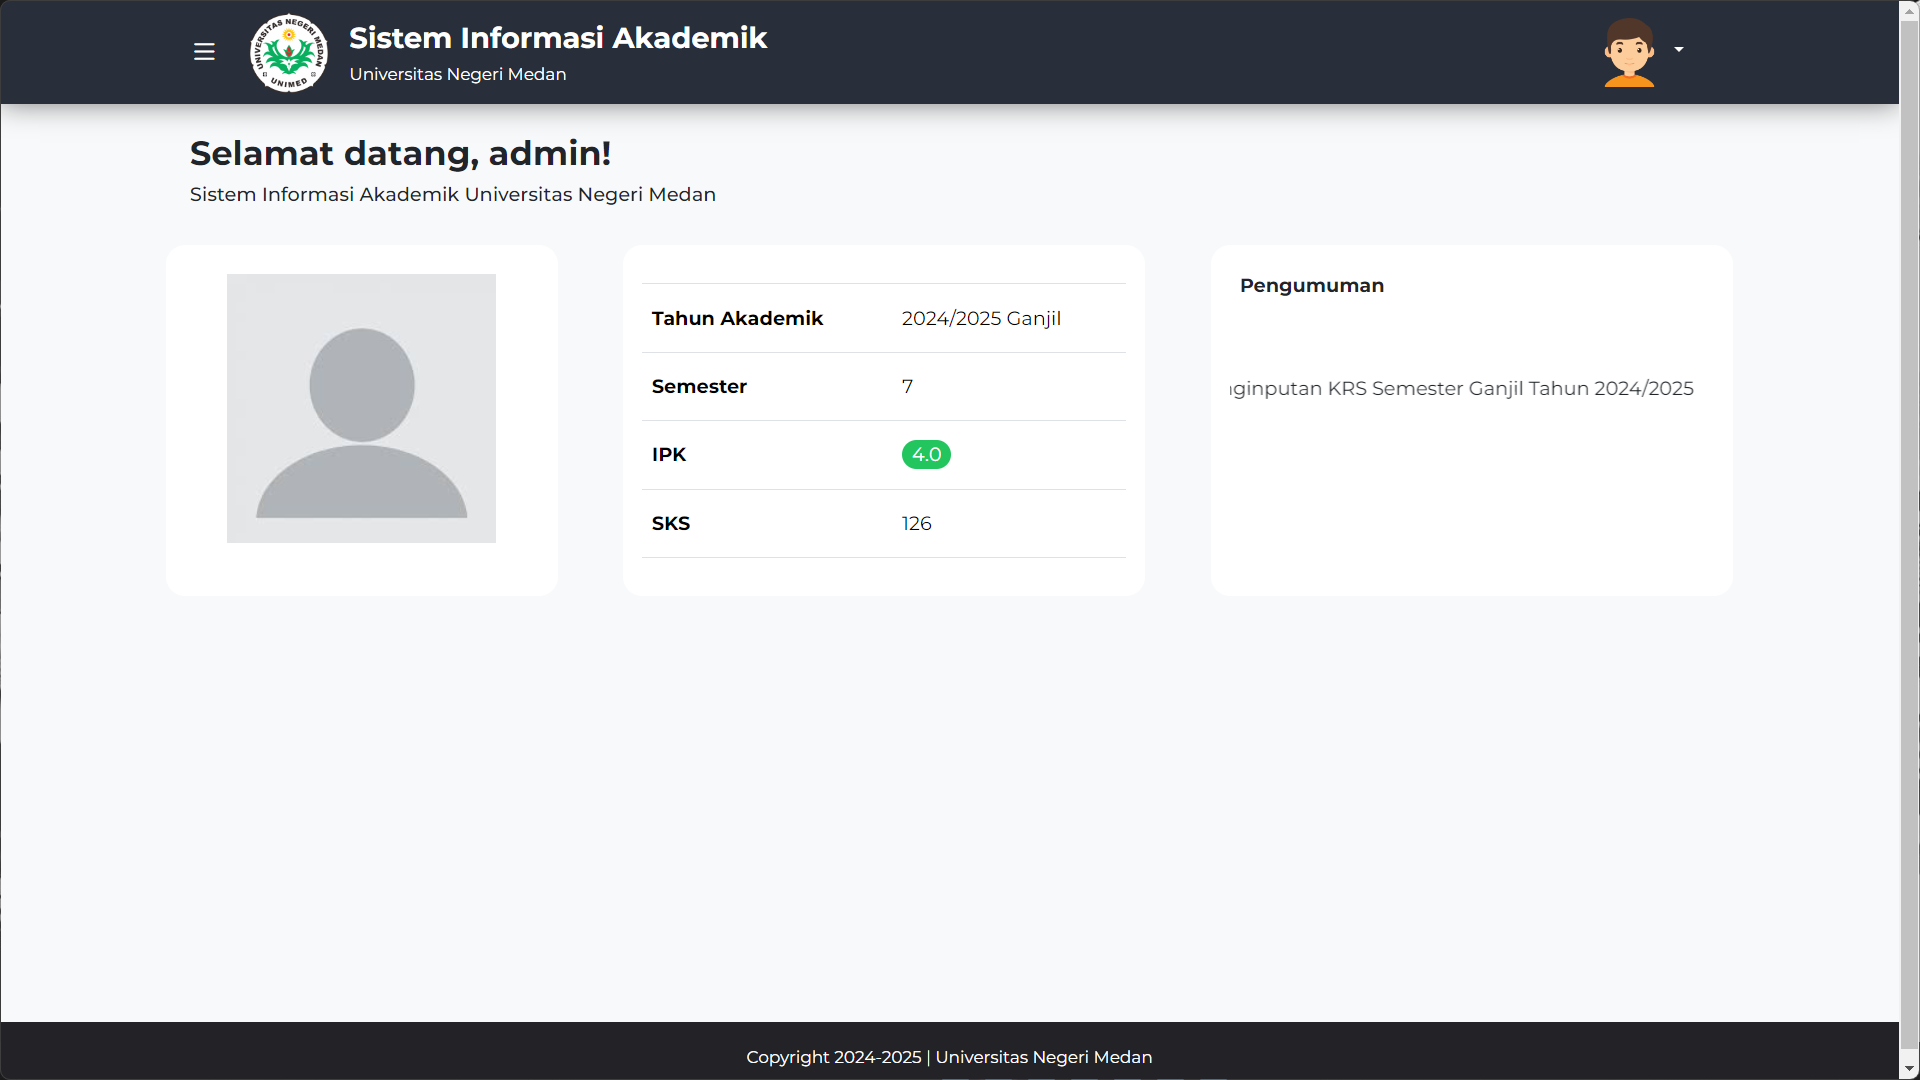 UNIVERSITAS NEGERI MEDAN
UNIMED
Sistem Informasi Akademik
Universitas Negeri Medan
Selamat datang, admin!
Sistem Informasi Akademik Universitas Negeri Medan
Tahun Akademik 2024/2025 Ganjil
Semester 7
IPK 4.0
SKS 126
Pengumuman
ginputan KRS Semester Ganjil Tahun 2024/2025
Copyright 2024-2025 | Universitas Negeri Medan